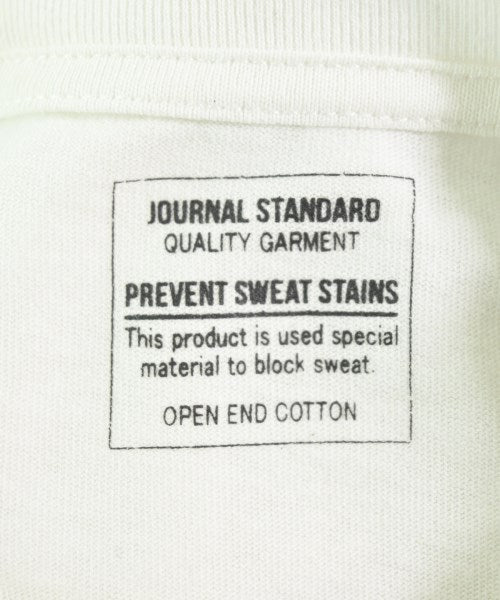 JOURNAL STANDARD
QUALITY GARMENT
PREVENT SWEAT STAINS
This product is used special
material to block sweat.
OPEN END COTTON